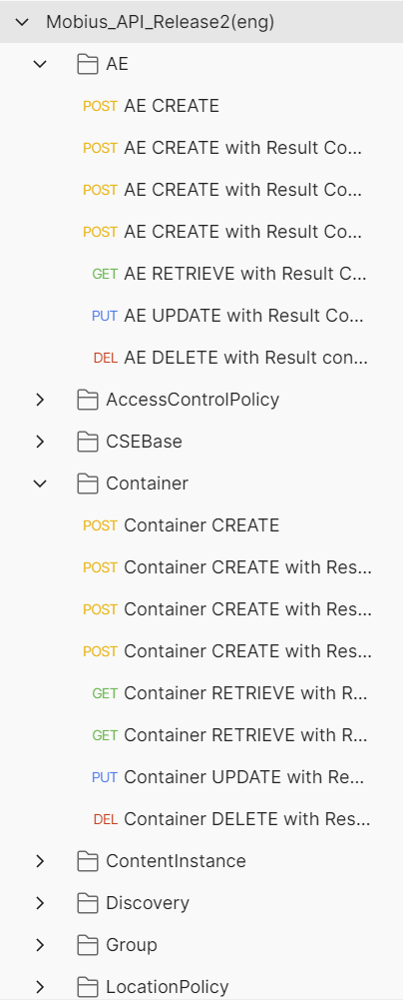 Mobius_API_Release2(eng)
AE
POST AE CREATE
POST AE CREATE with Result Co...
POST AE CREATE with Result Co...
POST AE CREATE with Result Co...
GET AE RETRIEVE with Result C...
PUT AE UPDATE with Result Co...
DEL AE DELETE with Result con...
AccessControlPolicy
CSEBase
Container
POST Container CREATE
POST Container CREATE with Res...
POST Container CREATE with Res...
POST Container CREATE with Res...
GET Container RETRIEVE with R...
GET Container RETRIEVE with R...
PUT Container UPDATE with Re...
DEL Container DELETE with Res...
ContentInstance
Discovery
Group
LocationPolicy